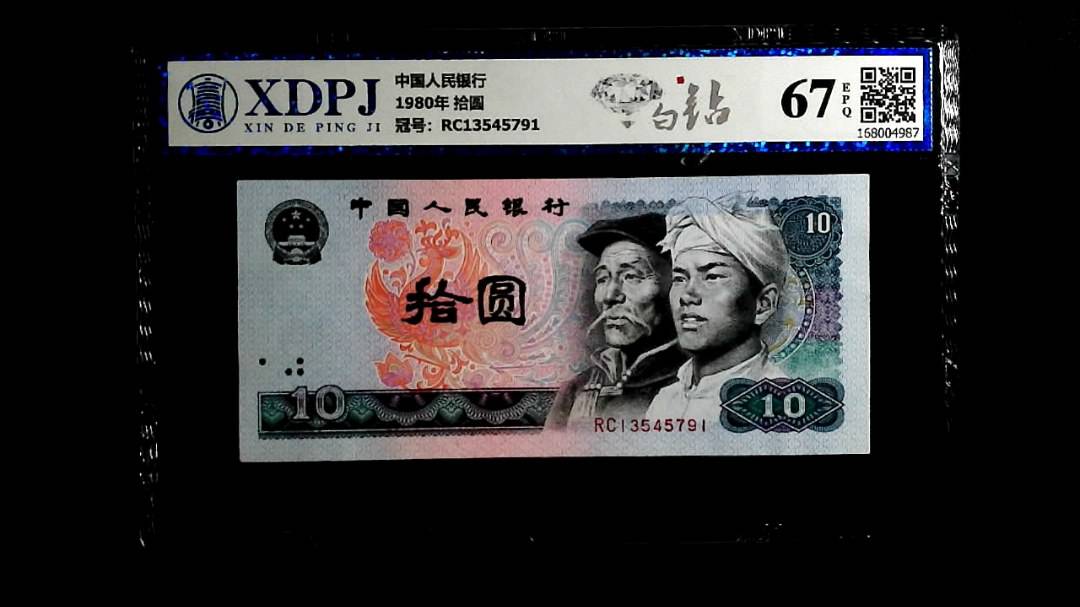 XDPJ
XIN DE PING JI
中国人民银行
1980年 拾圆
冠号：RC13545791
白钻
67
EPQ
168004987
中国人民银行
10
拾圆
10
10
RC13545791